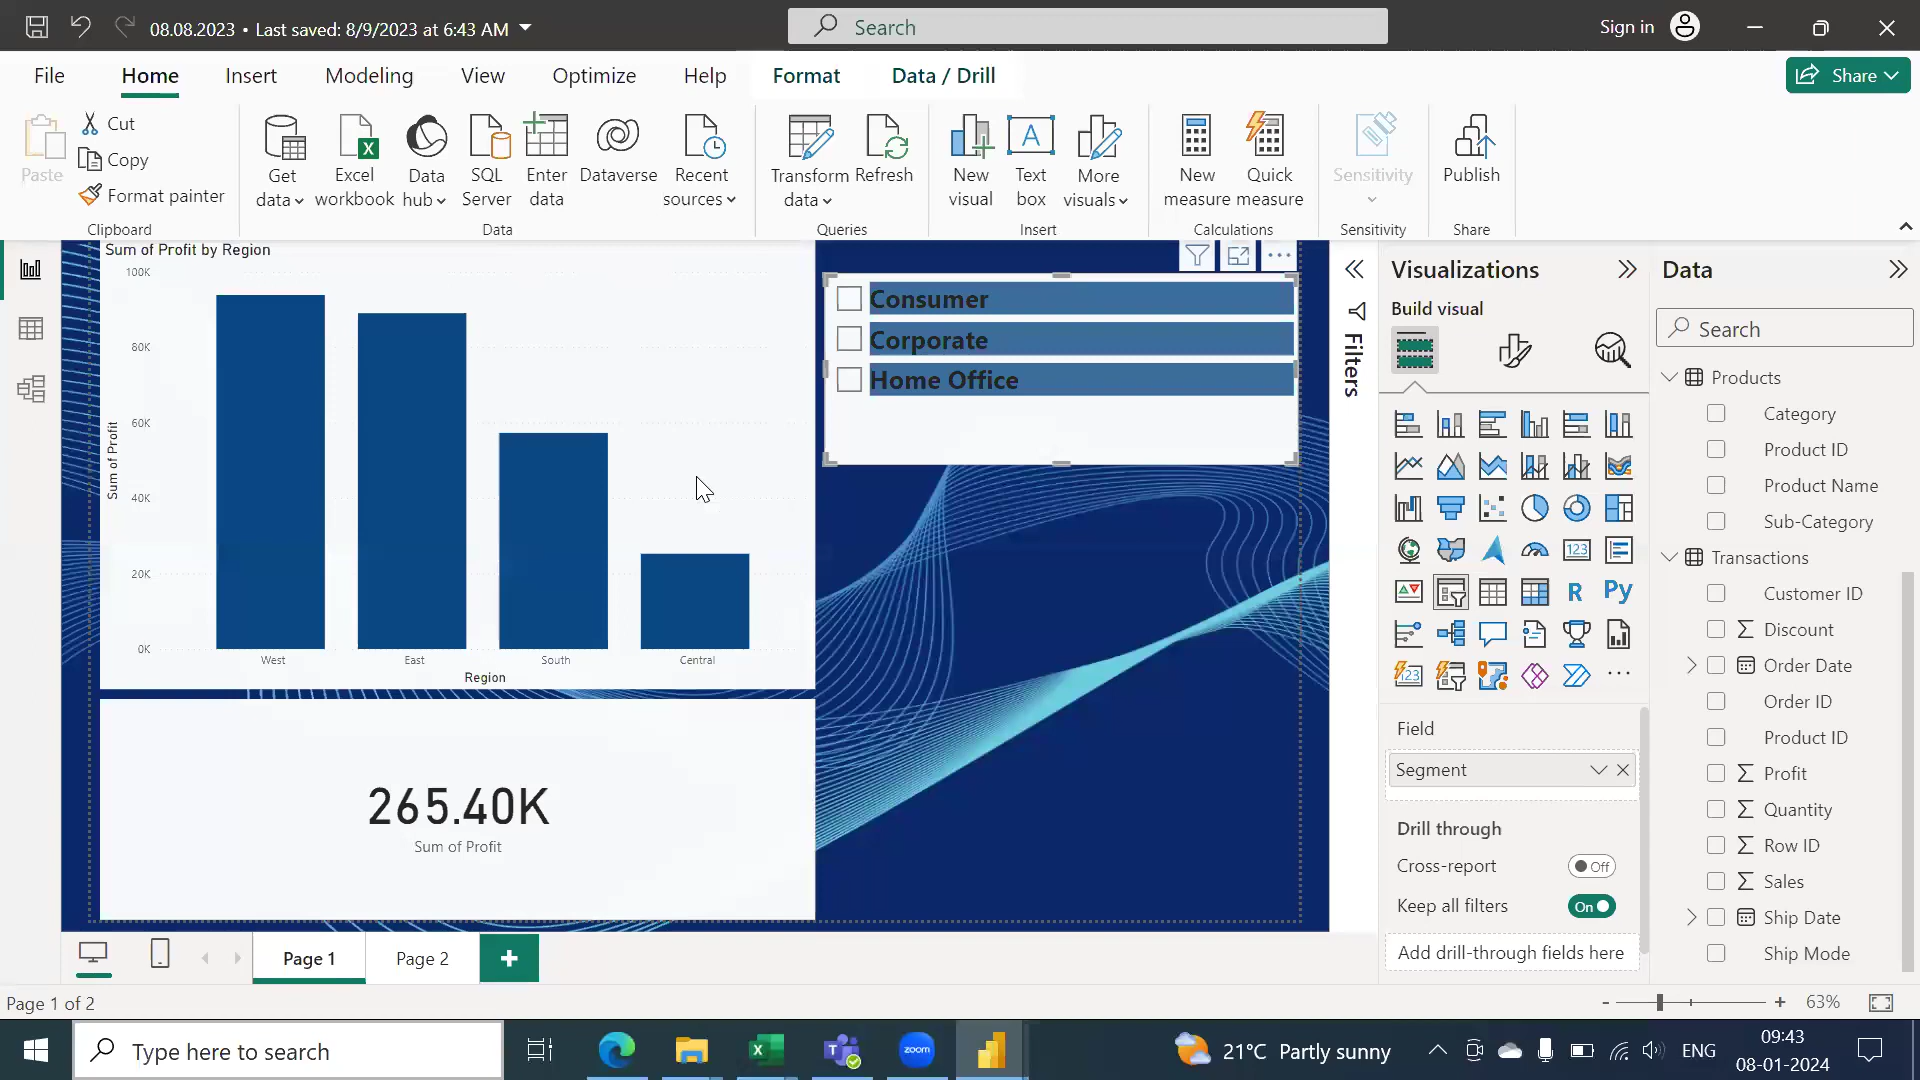 08.08.2023 • Last saved: 8/9/2023 at 6:43 AM
Search
Sign in
File
Home
Insert
Modeling
View
Optimize
Help
Format
Data / Drill
Share
Paste
Cut
Copy
Format painter
Clipboard
Get data
Excel workbook
Data hub
SQL Server
Enter data
Dataverse
Recent sources
Data
Transform data
Refresh
Queries
New visual
Text box
More visuals
Insert
New measure
Quick measure
Calculations
Sensitivity
Sensitivity
Publish
Share
Sum of Profit by Region
100K
80K
60K
40K
20K
0K
Sum of Profit
West
East
South
Central
Region
265.40K
Sum of Profit
Consumer
Corporate
Home Office
Filters
Visualizations
Build visual
123
R
Py
123
Field
Segment
Drill through
Cross-report
Off
Keep all filters
On
Add drill-through fields here
Data
Search
Products
Category
Product ID
Product Name
Sub-Category
Transactions
Customer ID
Discount
Order Date
Order ID
Product ID
Profit
Quantity
Row ID
Sales
Ship Date
Ship Mode
Page 1
Page 2
Page 1 of 2
63%
Type here to search
zoom
21°C Partly sunny
ENG
09:43
08-01-2024